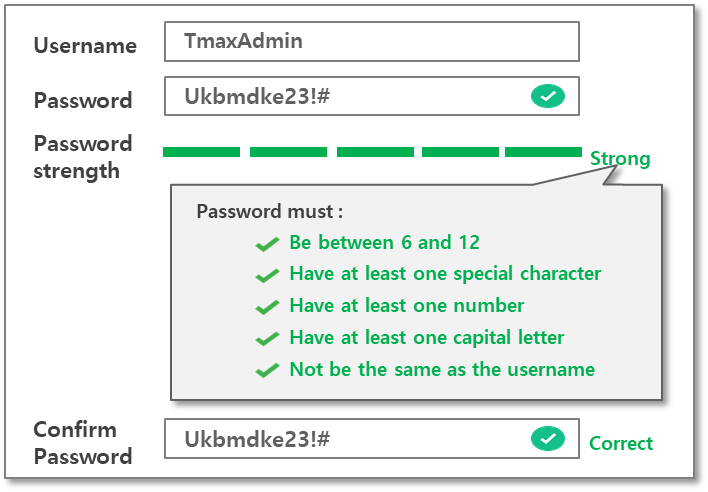 Username
TmaxAdmin
Password
Ukbmdke23!#
Password
strength
Strong
Password must :
Be between 6 and 12
Have at least one special character
Have at least one number
Have at least one capital letter
Not be the same as the username
Confirm
Password
Ukbmdke23!#
Correct